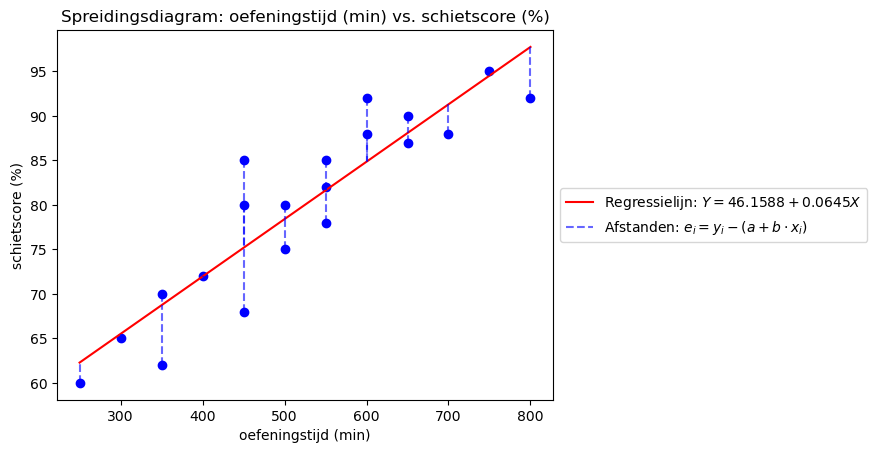 Spreidingsdiagram: oefeningstijd (min) vs. schietscore (%)
95
90
85
80
75
70
65
60
schietscore (%)
300 400 500 600 700 800
oefeningstijd (min)
Regressielijn: Y = 46.1588 + 0.0645X
Afstanden: e_i = y_i − (a + b · x_i)